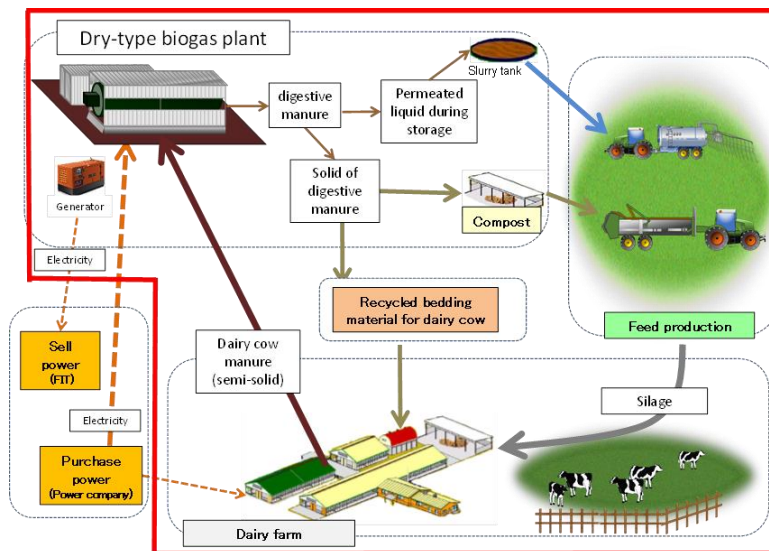 Dry-type biogas plant
Slurry tank
digestive
manure
Permeated
liquid during
storage
Solid of
digestive
manure
Compost
Generator
Electricity
Recycled bedding
material for dairy cow
Feed production
Sell
power
(FIT)
Dairy cow
manure
(semi-solid)
Silage
Electricity
Purchase
power
(Power company)
Dairy farm